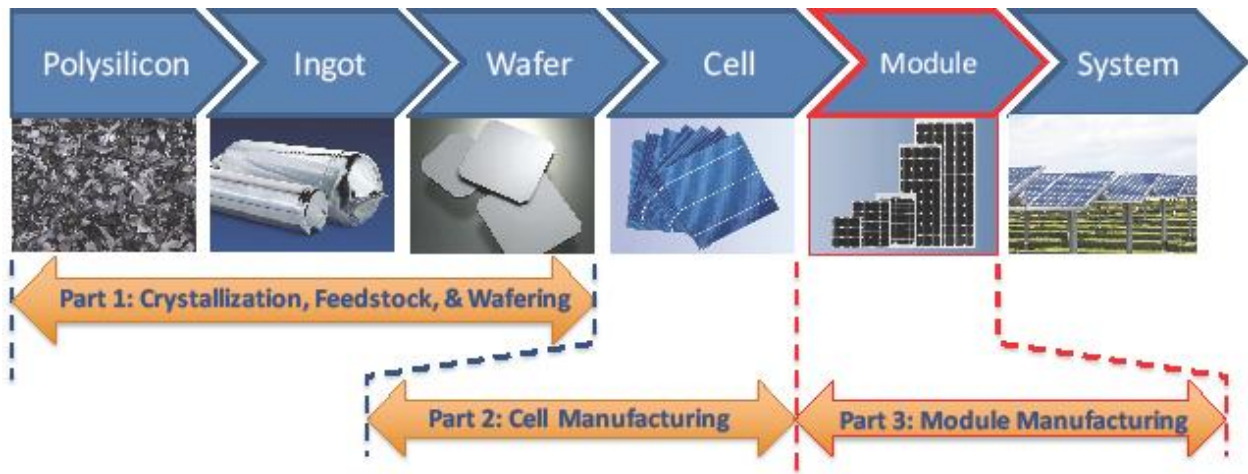 Polysilicon
Ingot
Wafer
Cell
Module
System
Part 1: Crystallization, Feedstock, & Wafering
Part 2: Cell Manufacturing
Part 3: Module Manufacturing